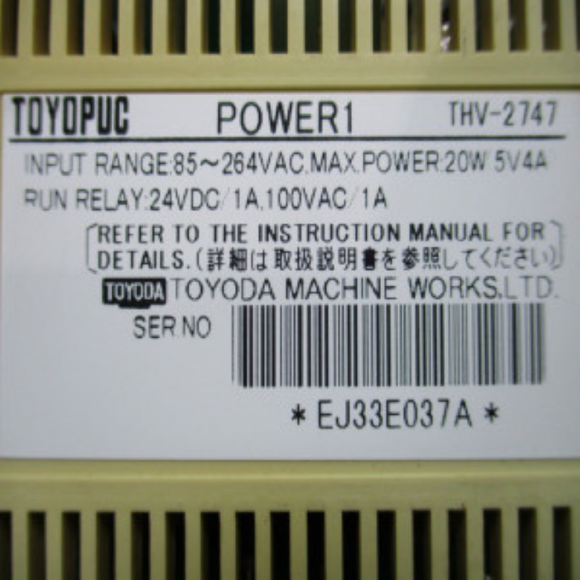 TOYOPUC POWER1 THV-2747
INPUT RANGE:85～264VAC,MAX.POWER:20W 5V4A
RUN RELAY:24VDC/1A,100VAC/1A
[REFER TO THE INSTRUCTION MANUAL FOR
DETAILS.(詳細は取扱説明書を参照してください)]
TOYODA TOYODA MACHINE WORKS,LTD.
SER.NO
*EJ33E037A*